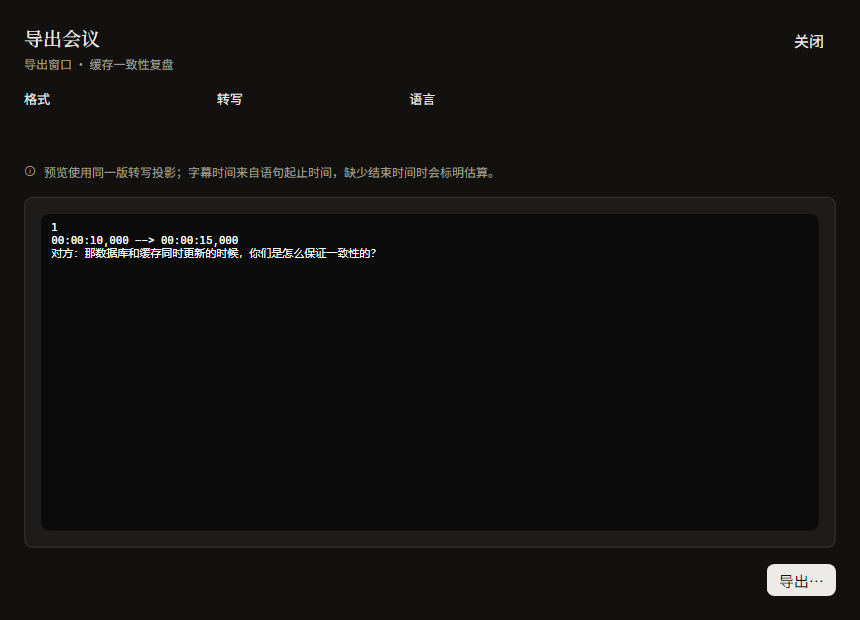 导出会议
关闭
导出窗口 · 缓存一致性复盘
格式 转写 语言
预览使用同一版转写投影；字幕时间来自语句起止时间，缺少结束时间时会标明估算。
1
00:00:10,000 --> 00:00:15,000
对方：那数据库和缓存同时更新的时候，你们是怎么保证一致性的？
导出…